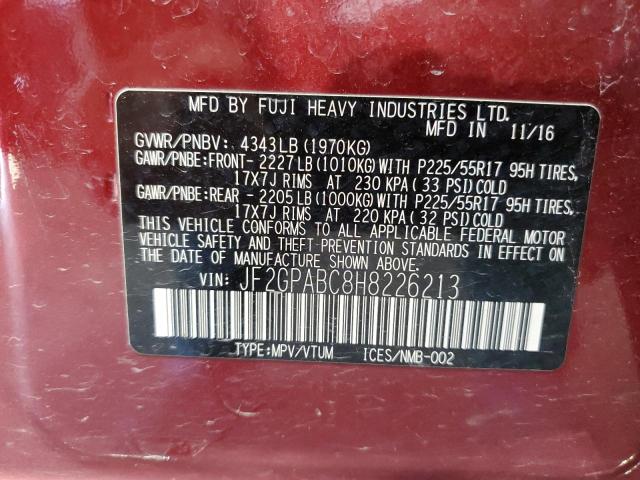 MFD BY FUJI HEAVY INDUSTRIES LTD.
MFD IN 11/16
GVWR/PNBV: 4343LB (1970KG)
GAWR/PNBE:FRONT- 2227LB(1010KG)WITH P225/55R17 95H TIRES,
17X7J RIMS AT 230 KPA (33 PSI)COLD
GAWR/PNBE:REAR - 2205LB(1000KG)WITH P225/55R17 95H TIRES,
17X7J RIMS AT 220 KPA (32 PSI)COLD
THIS VEHICLE CONFORMS TO ALL APPLICABLE FEDERAL MOTOR
VEHICLE SAFETY AND THEFT PREVENTION STANDARDS IN EFFECT ON
THE DATE OF MANUFACTURE SHOWN ABOVE.
VIN: JF2GPABC8H8226213
TYPE:MPV/VTUM ICES/NMB-002